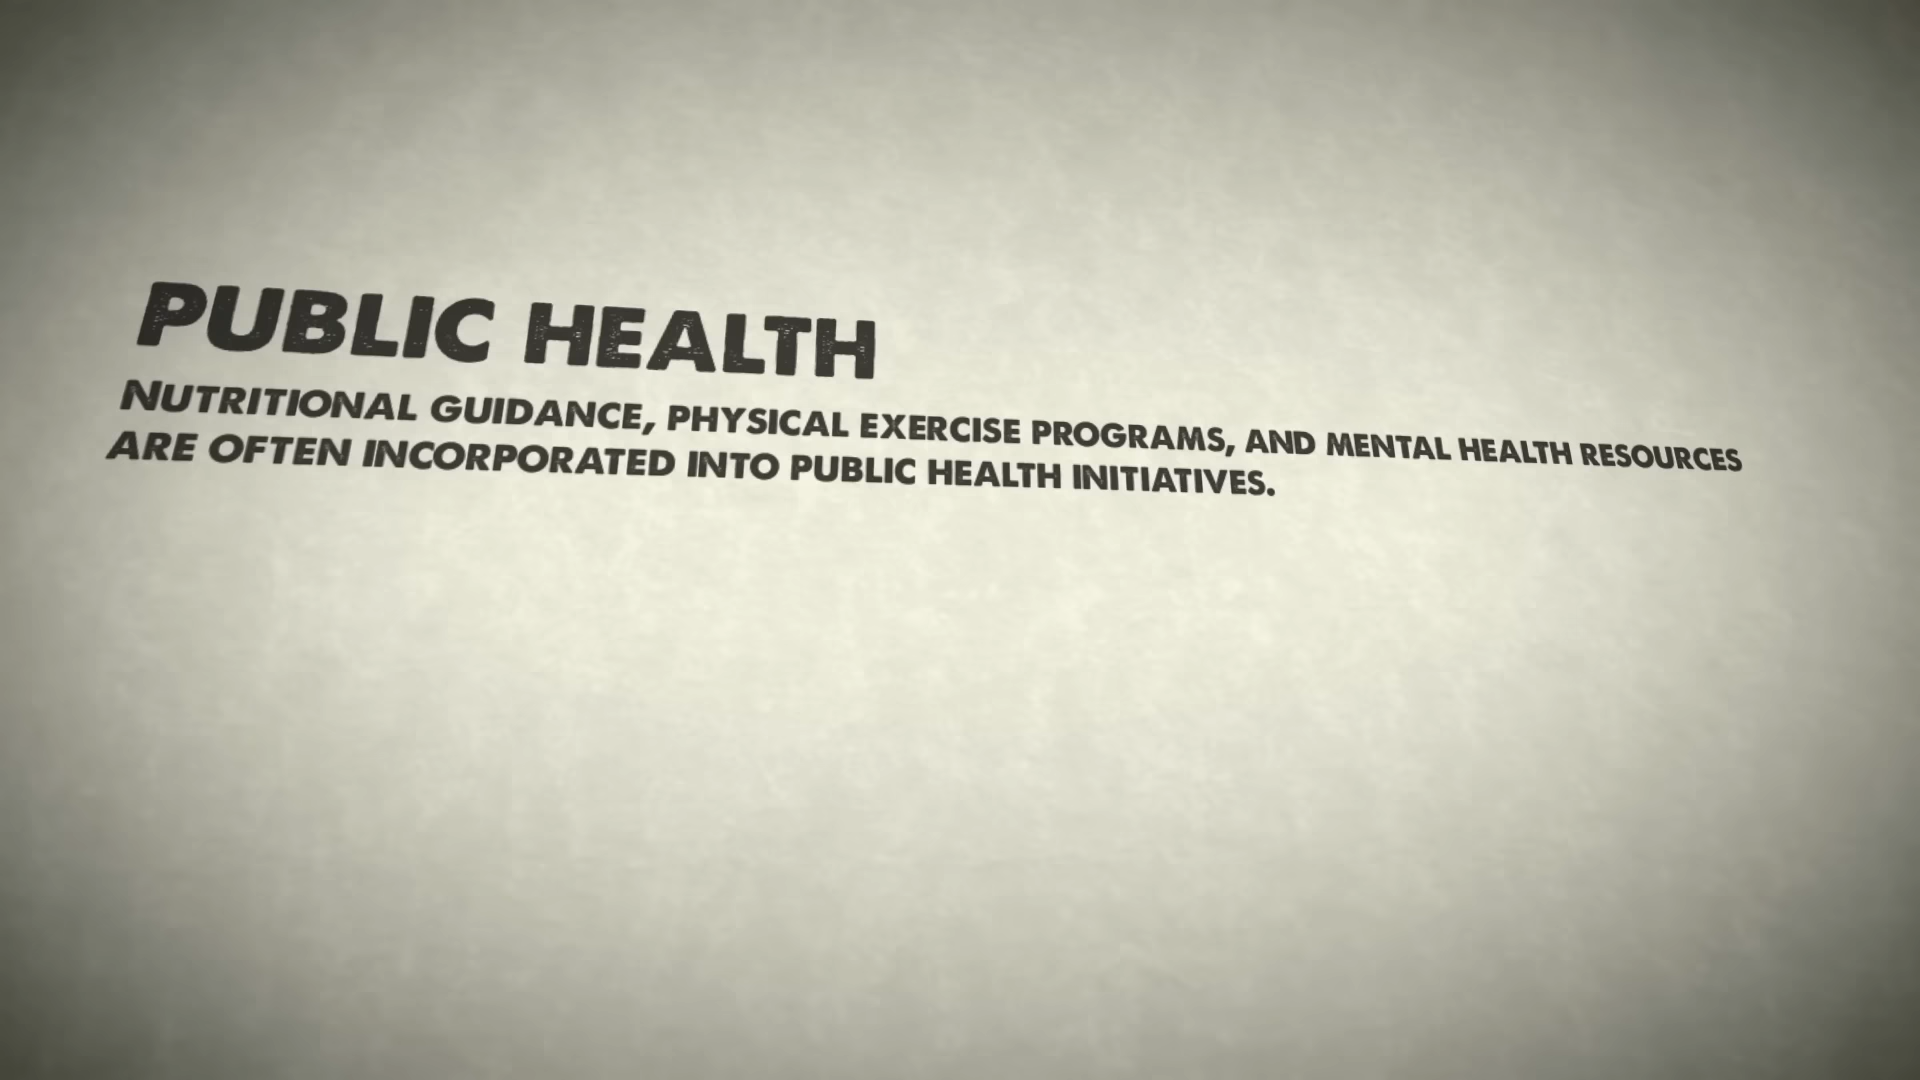 PUBLIC HEALTH
NUTRITIONAL GUIDANCE, PHYSICAL EXERCISE PROGRAMS, AND MENTAL HEALTH RESOURCES
ARE OFTEN INCORPORATED INTO PUBLIC HEALTH INITIATIVES.